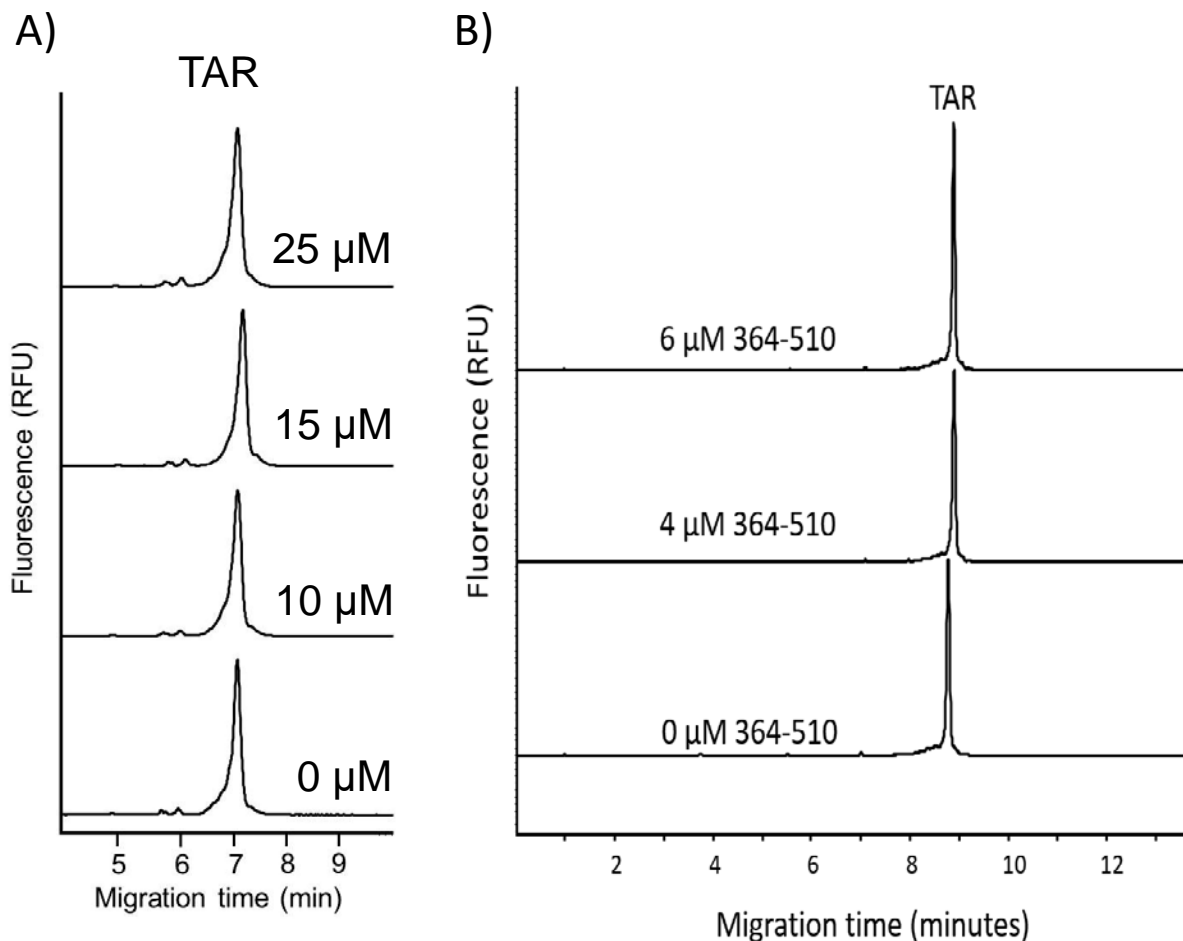 A)
TAR
25 µM
15 µM
10 µM
0 µM
Fluorescence (RFU)
5 6 7 8 9
Migration time (min)
B)
TAR
6 µM 364-510
4 µM 364-510
0 µM 364-510
Fluorescence (RFU)
2 4 6 8 10 12
Migration time (minutes)